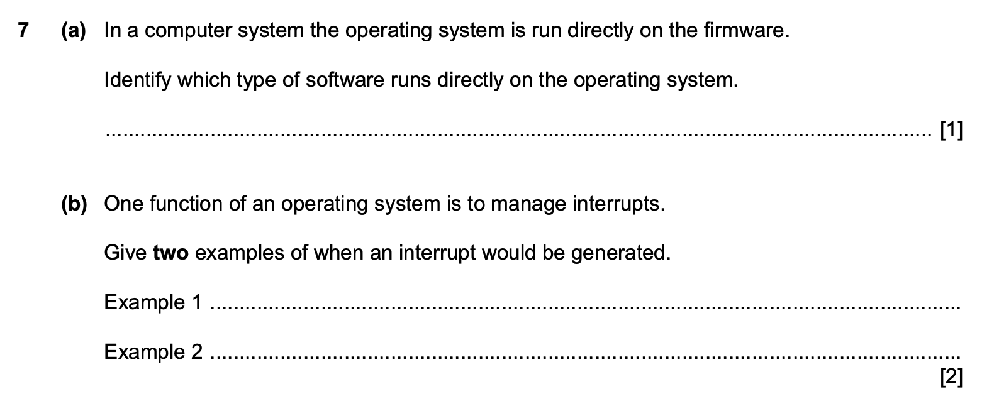 7 (a) In a computer system the operating system is run directly on the firmware.
Identify which type of software runs directly on the operating system.
.............................................................................................................................................. [1]
(b) One function of an operating system is to manage interrupts.
Give two examples of when an interrupt would be generated.
Example 1 .................................................................................................................................
Example 2 .................................................................................................................................
[2]